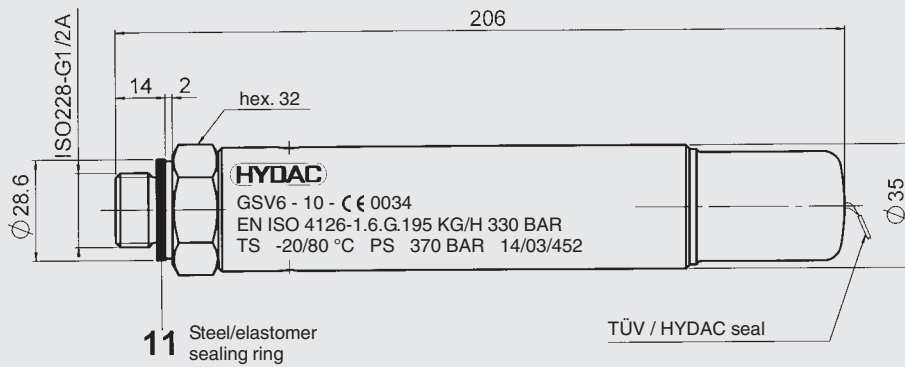 206
14
2
ISO228-G1/2A
hex. 32
Ø 28.6
HYDAC
GSV6 - 10 - CE 0034
EN ISO 4126-1.6.G.195 KG/H 330 BAR
TS -20/80 °C PS 370 BAR 14/03/452
Ø 35
11 Steel/elastomer
sealing ring
TÜV / HYDAC seal